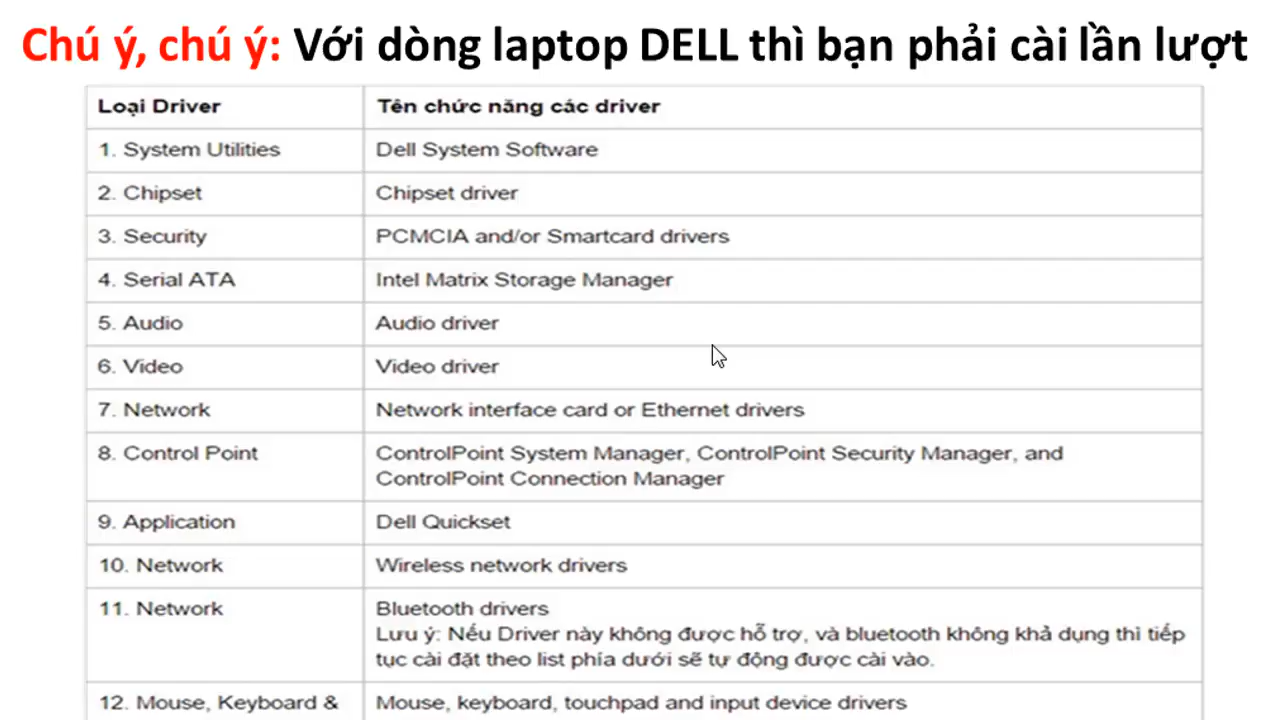 Chú ý, chú ý: Với dòng laptop DELL thì bạn phải cài lần lượt
Loại Driver Tên chức năng các driver
1. System Utilities Dell System Software
2. Chipset Chipset driver
3. Security PCMCIA and/or Smartcard drivers
4. Serial ATA Intel Matrix Storage Manager
5. Audio Audio driver
6. Video Video driver
7. Network Network interface card or Ethernet drivers
8. Control Point ControlPoint System Manager, ControlPoint Security Manager, and
ControlPoint Connection Manager
9. Application Dell Quickset
10. Network Wireless network drivers
11. Network Bluetooth drivers
Lưu ý: Nếu Driver này không được hỗ trợ, và bluetooth không khả dụng thì tiếp
tục cài đặt theo list phía dưới sẽ tự động được cài vào.
12. Mouse, Keyboard & Mouse, keyboard, touchpad and input device drivers